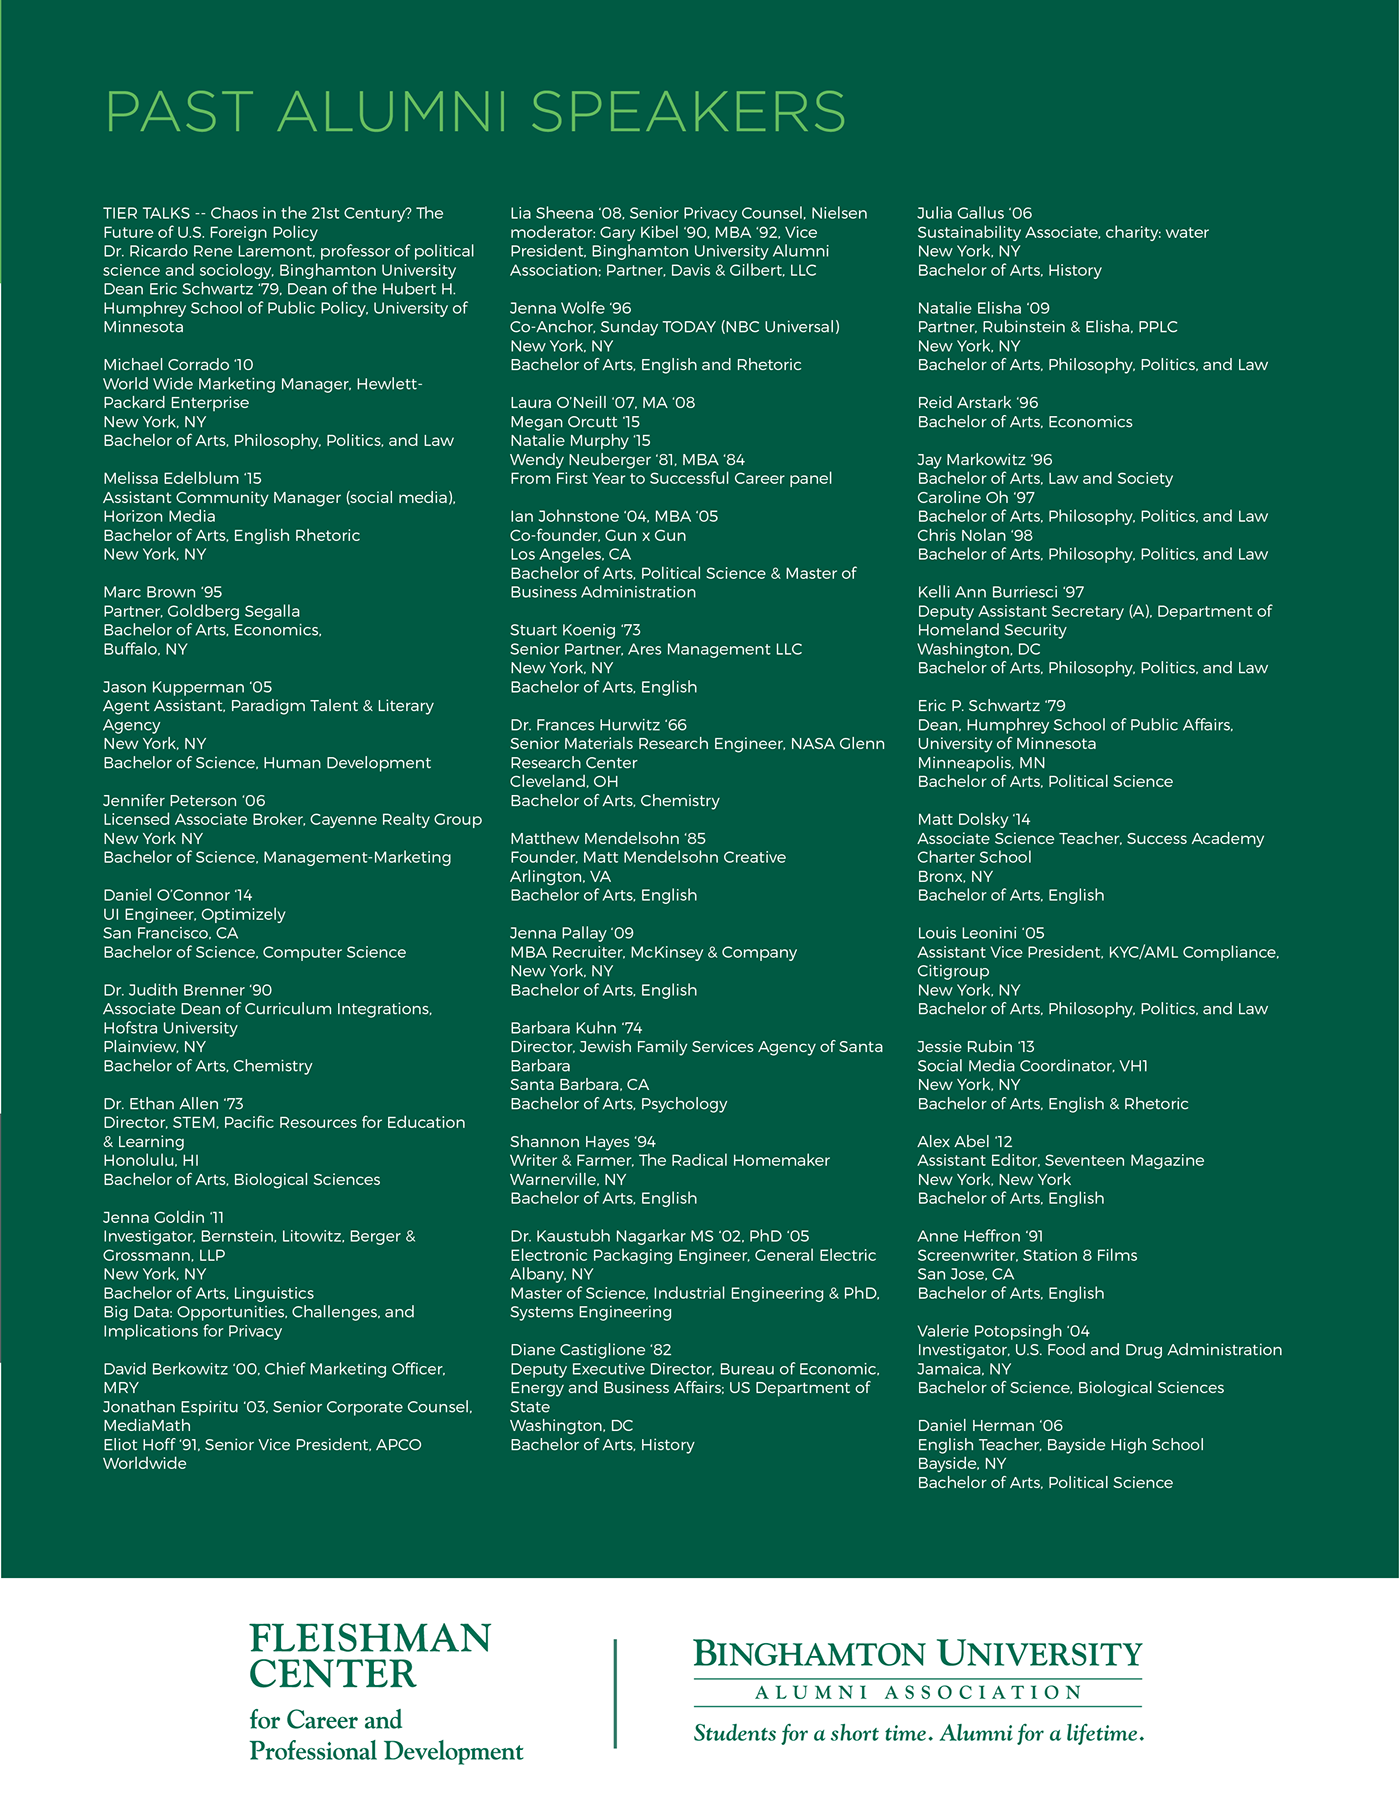 PAST ALUMNI SPEAKERS
TIER TALKS -- Chaos in the 21st Century? The
Future of U.S. Foreign Policy
Dr. Ricardo Rene Laremont, professor of political
science and sociology, Binghamton University
Dean Eric Schwartz ‘79, Dean of the Hubert H.
Humphrey School of Public Policy, University of
Minnesota
Michael Corrado ‘10
World Wide Marketing Manager, Hewlett-
Packard Enterprise
New York, NY
Bachelor of Arts, Philosophy, Politics, and Law
Melissa Edelblum ‘15
Assistant Community Manager (social media),
Horizon Media
Bachelor of Arts, English Rhetoric
New York, NY
Marc Brown ‘95
Partner, Goldberg Segalla
Bachelor of Arts, Economics,
Buffalo, NY
Jason Kupperman ‘05
Agent Assistant, Paradigm Talent & Literary
Agency
New York, NY
Bachelor of Science, Human Development
Jennifer Peterson ‘06
Licensed Associate Broker, Cayenne Realty Group
New York NY
Bachelor of Science, Management-Marketing
Daniel O’Connor ‘14
UI Engineer, Optimizely
San Francisco, CA
Bachelor of Science, Computer Science
Dr. Judith Brenner ‘90
Associate Dean of Curriculum Integrations,
Hofstra University
Plainview, NY
Bachelor of Arts, Chemistry
Dr. Ethan Allen ‘73
Director, STEM, Pacific Resources for Education
& Learning
Honolulu, HI
Bachelor of Arts, Biological Sciences
Jenna Goldin ‘11
Investigator, Bernstein, Litowitz, Berger &
Grossmann, LLP
New York, NY
Bachelor of Arts, Linguistics
Big Data: Opportunities, Challenges, and
Implications for Privacy
David Berkowitz ‘00, Chief Marketing Officer,
MRY
Jonathan Espiritu ‘03, Senior Corporate Counsel,
MediaMath
Eliot Hoff ‘91, Senior Vice President, APCO
Worldwide
Lia Sheena ‘08, Senior Privacy Counsel, Nielsen
moderator: Gary Kibel ‘90, MBA ‘92, Vice
President, Binghamton University Alumni
Association; Partner, Davis & Gilbert, LLC
Jenna Wolfe ‘96
Co-Anchor, Sunday TODAY (NBC Universal)
New York, NY
Bachelor of Arts, English and Rhetoric
Laura O’Neill ‘07, MA ‘08
Megan Orcutt ‘15
Natalie Murphy ‘15
Wendy Neuberger ‘81, MBA ‘84
From First Year to Successful Career panel
Ian Johnstone ‘04, MBA ‘05
Co-founder, Gun x Gun
Los Angeles, CA
Bachelor of Arts, Political Science & Master of
Business Administration
Stuart Koenig ‘73
Senior Partner, Ares Management LLC
New York, NY
Bachelor of Arts, English
Dr. Frances Hurwitz ‘66
Senior Materials Research Engineer, NASA Glenn
Research Center
Cleveland, OH
Bachelor of Arts, Chemistry
Matthew Mendelsohn ‘85
Founder, Matt Mendelsohn Creative
Arlington, VA
Bachelor of Arts, English
Jenna Pallay ‘09
MBA Recruiter, McKinsey & Company
New York, NY
Bachelor of Arts, English
Barbara Kuhn ‘74
Director, Jewish Family Services Agency of Santa
Barbara
Santa Barbara, CA
Bachelor of Arts, Psychology
Shannon Hayes ‘94
Writer & Farmer, The Radical Homemaker
Warnerville, NY
Bachelor of Arts, English
Dr. Kaustubh Nagarkar MS ‘02, PhD ‘05
Electronic Packaging Engineer, General Electric
Albany, NY
Master of Science, Industrial Engineering & PhD,
Systems Engineering
Diane Castiglione ‘82
Deputy Executive Director, Bureau of Economic,
Energy and Business Affairs; US Department of
State
Washington, DC
Bachelor of Arts, History
Julia Gallus ‘06
Sustainability Associate, charity: water
New York, NY
Bachelor of Arts, History
Natalie Elisha ‘09
Partner, Rubinstein & Elisha, PPLC
New York, NY
Bachelor of Arts, Philosophy, Politics, and Law
Reid Arstark ‘96
Bachelor of Arts, Economics
Jay Markowitz ‘96
Bachelor of Arts, Law and Society
Caroline Oh ‘97
Bachelor of Arts, Philosophy, Politics, and Law
Chris Nolan ‘98
Bachelor of Arts, Philosophy, Politics, and Law
Kelli Ann Burriesci ‘97
Deputy Assistant Secretary (A), Department of
Homeland Security
Washington, DC
Bachelor of Arts, Philosophy, Politics, and Law
Eric P. Schwartz ‘79
Dean, Humphrey School of Public Affairs,
University of Minnesota
Minneapolis, MN
Bachelor of Arts, Political Science
Matt Dolsky ‘14
Associate Science Teacher, Success Academy
Charter School
Bronx, NY
Bachelor of Arts, English
Louis Leonini ‘05
Assistant Vice President, KYC/AML Compliance,
Citigroup
New York, NY
Bachelor of Arts, Philosophy, Politics, and Law
Jessie Rubin ‘13
Social Media Coordinator, VH1
New York, NY
Bachelor of Arts, English & Rhetoric
Alex Abel ‘12
Assistant Editor, Seventeen Magazine
New York, New York
Bachelor of Arts, English
Anne Heffron ‘91
Screenwriter, Station 8 Films
San Jose, CA
Bachelor of Arts, English
Valerie Potopsingh ‘04
Investigator, U.S. Food and Drug Administration
Jamaica, NY
Bachelor of Science, Biological Sciences
Daniel Herman ‘06
English Teacher, Bayside High School
Bayside, NY
Bachelor of Arts, Political Science
FLEISHMAN
CENTER
for Career and
Professional Development
BINGHAMTON UNIVERSITY
ALUMNI ASSOCIATION
Students for a short time. Alumni for a lifetime.